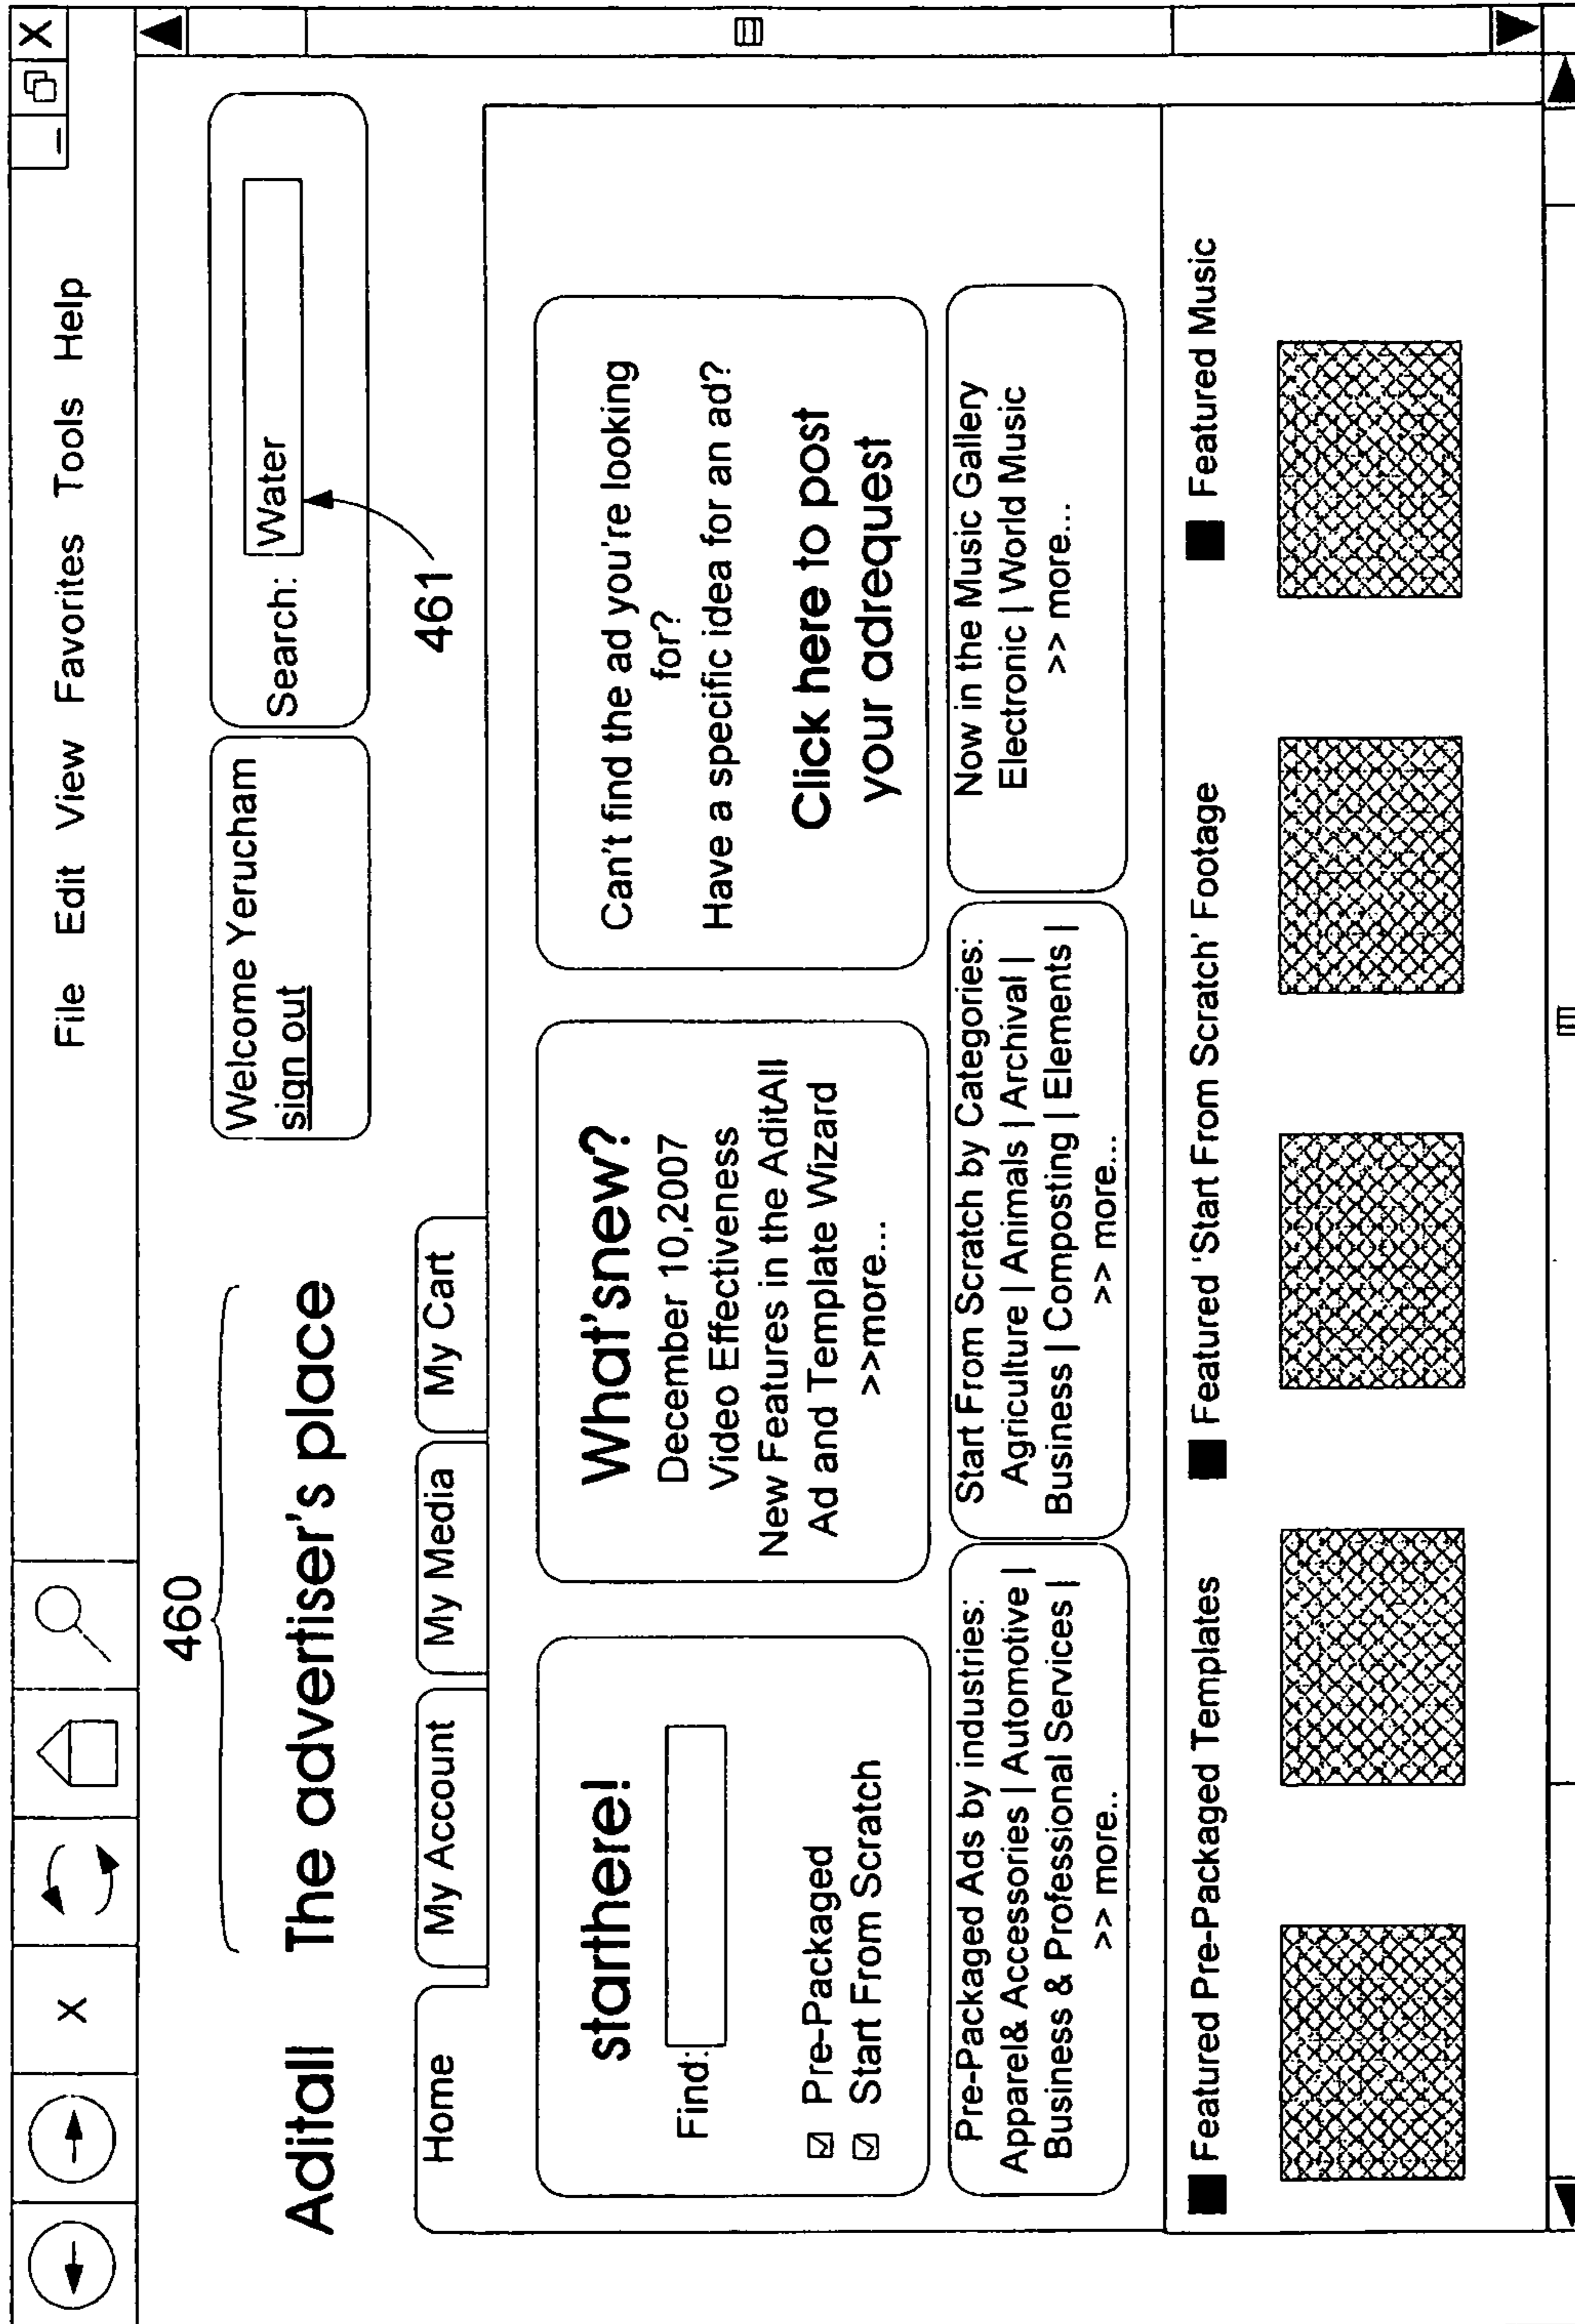 File Edit View Favorites Tools Help
X
460
Aditall The advertiser's place
Welcome Yerucham
sign out
Search: Water
461
Home
My Account
My Media
My Cart
starthere!
Find:
Pre-Packaged
Start From Scratch
What'snew?
December 10,2007
Video Effectiveness
New Features in the AditAll
Ad and Template Wizard
>>more...
Can't find the ad you're looking
for?
Have a specific idea for an ad?
Click here to post
your adrequest
Pre-Packaged Ads by industries:
Apparel& Accessories | Automotive |
Business & Professional Services |
>> more..
Start From Scratch by Categories:
Agriculture | Animals | Archival |
Business | Composting | Elements |
>> more...
Now in the Music Gallery
Electronic | World Music
>> more...
Featured Pre-Packaged Templates
Featured 'Start From Scratch' Footage
Featured Music